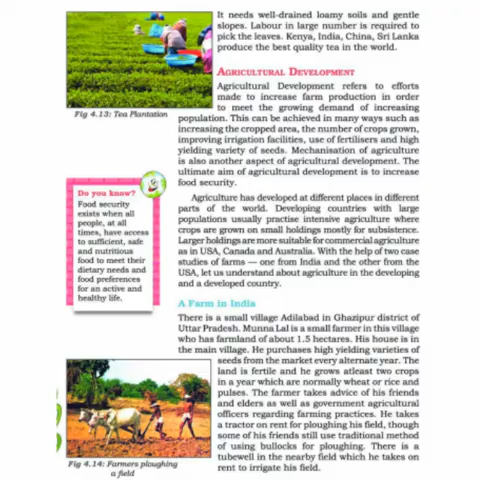 It needs well-drained loamy soils and gentle
slopes. Labour in large number is required to
pick the leaves. Kenya, India, China, Sri Lanka
produce the best quality tea in the world.
Fig 4.13: Tea Plantation
AGRICULTURAL DEVELOPMENT
Agricultural Development refers to efforts
made to increase farm production in order
to meet the growing demand of increasing
population. This can be achieved in many ways such as
increasing the cropped area, the number of crops grown,
improving irrigation facilities, use of fertilisers and high
yielding variety of seeds. Mechanisation of agriculture
is also another aspect of agricultural development. The
ultimate aim of agricultural development is to increase
food security.
Do you know?
Food security
exists when all
people, at all
times, have access
to sufficient, safe
and nutritious
food to meet their
dietary needs and
food preferences
for an active and
healthy life.
Agriculture has developed at different places in different
parts of the world. Developing countries with large
populations usually practise intensive agriculture where
crops are grown on small holdings mostly for subsistence.
Larger holdings are more suitable for commercial agriculture
as in USA, Canada and Australia. With the help of two case
studies of farms — one from India and the other from the
USA, let us understand about agriculture in the developing
and a developed country.
A Farm in India
There is a small village Adilabad in Ghazipur district of
Uttar Pradesh. Munna Lal is a small farmer in this village
who has farmland of about 1.5 hectares. His house is in
the main village. He purchases high yielding varieties of
seeds from the market every alternate year. The
land is fertile and he grows atleast two crops
in a year which are normally wheat or rice and
pulses. The farmer takes advice of his friends
and elders as well as government agricultural
officers regarding farming practices. He takes
a tractor on rent for ploughing his field, though
some of his friends still use traditional method
of using bullocks for ploughing. There is a
tubewell in the nearby field which he takes on
rent to irrigate his field.
Fig 4.14: Farmers ploughing
a field